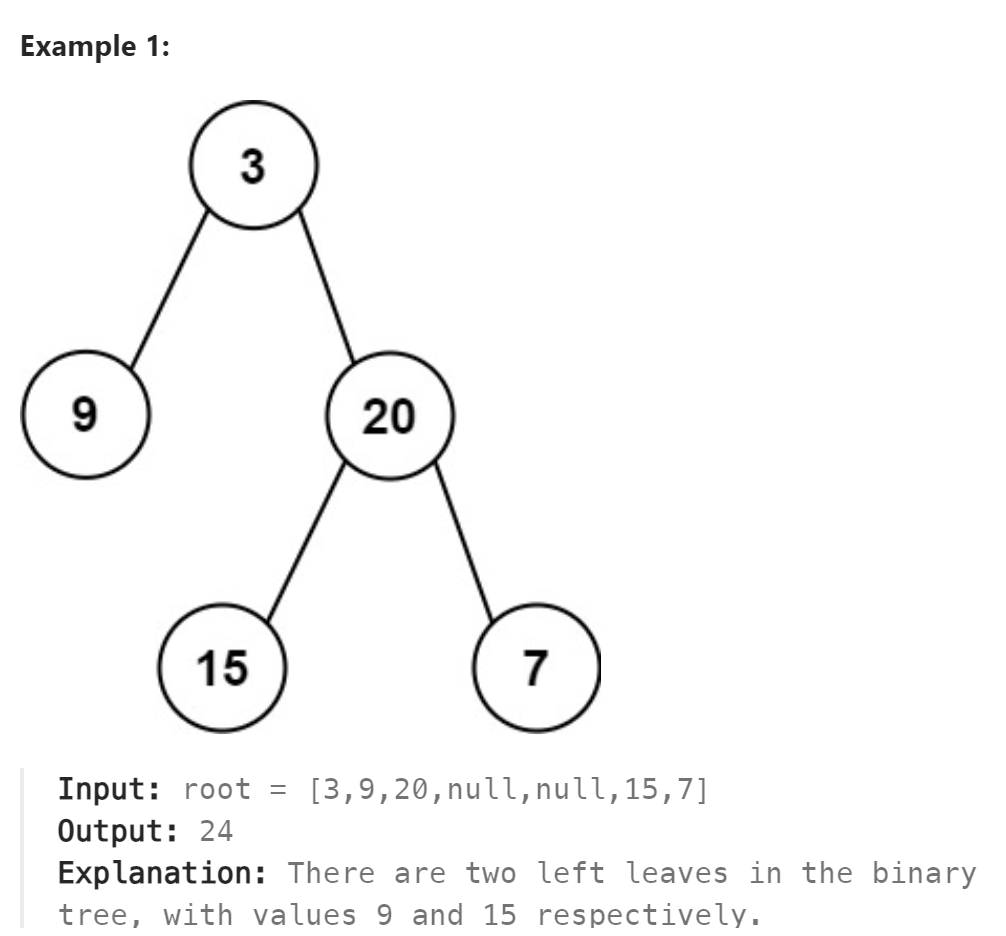 Example 1:
3
9
20
15
7
Input: root = [3,9,20,null,null,15,7]
Output: 24
Explanation: There are two left leaves in the binary
tree, with values 9 and 15 respectively.